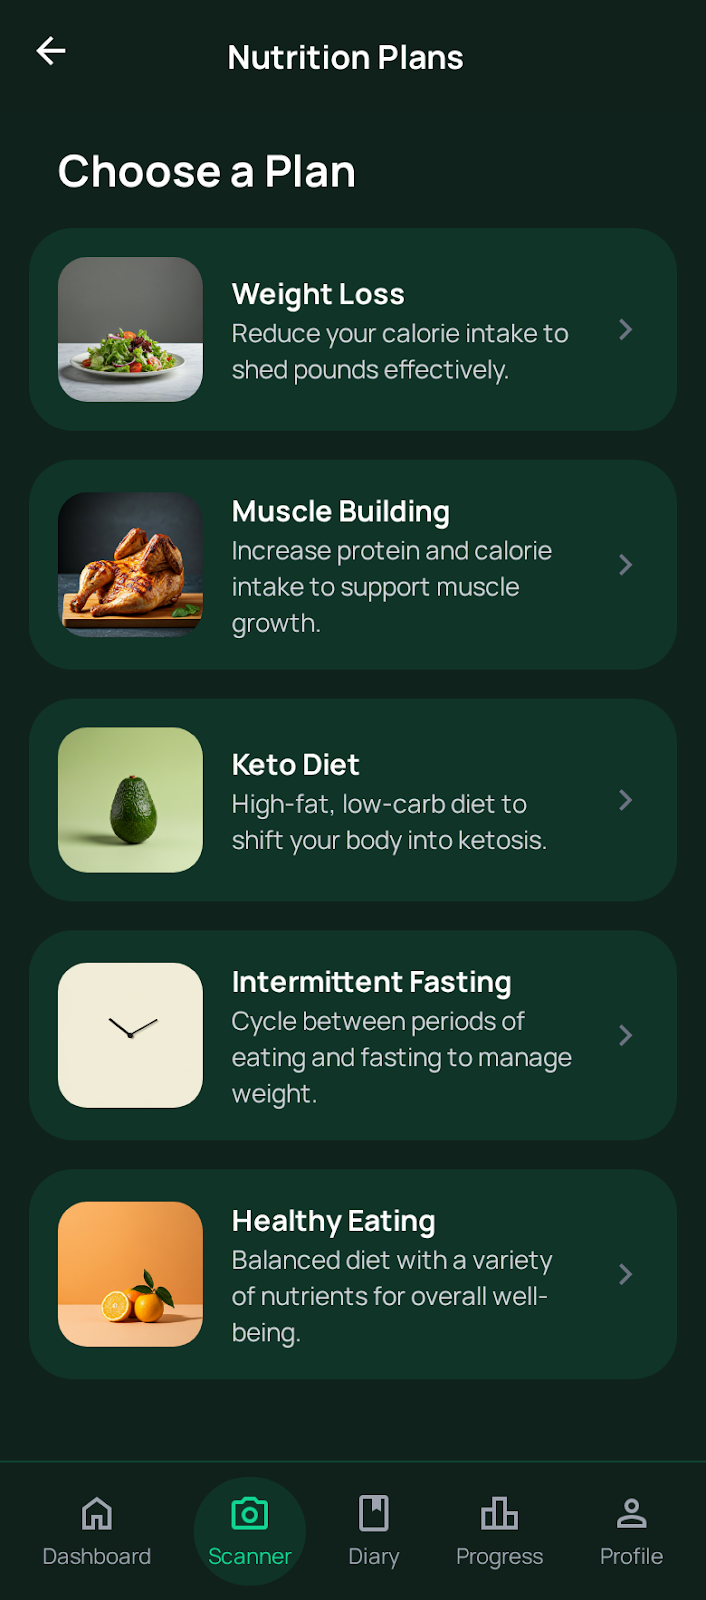 Nutrition Plans
Choose a Plan
Weight Loss
Reduce your calorie intake to
shed pounds effectively.
Muscle Building
Increase protein and calorie
intake to support muscle
growth.
Keto Diet
High-fat, low-carb diet to
shift your body into ketosis.
Intermittent Fasting
Cycle between periods of
eating and fasting to manage
weight.
Healthy Eating
Balanced diet with a variety
of nutrients for overall well-
being.
Dashboard
Scanner
Diary
Progress
Profile